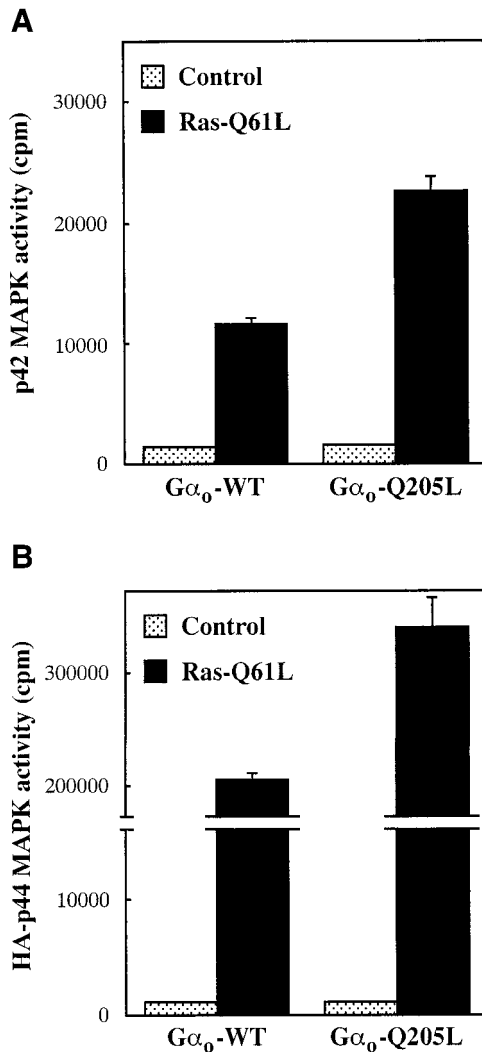 A
p42 MAPK activity (cpm)
30000
20000
10000
0
Control
Ras-Q61L
Gαo-WT
Gαo-Q205L
B
HA-p44 MAPK activity (cpm)
300000
200000
10000
0
Control
Ras-Q61L
Gαo-WT
Gαo-Q205L